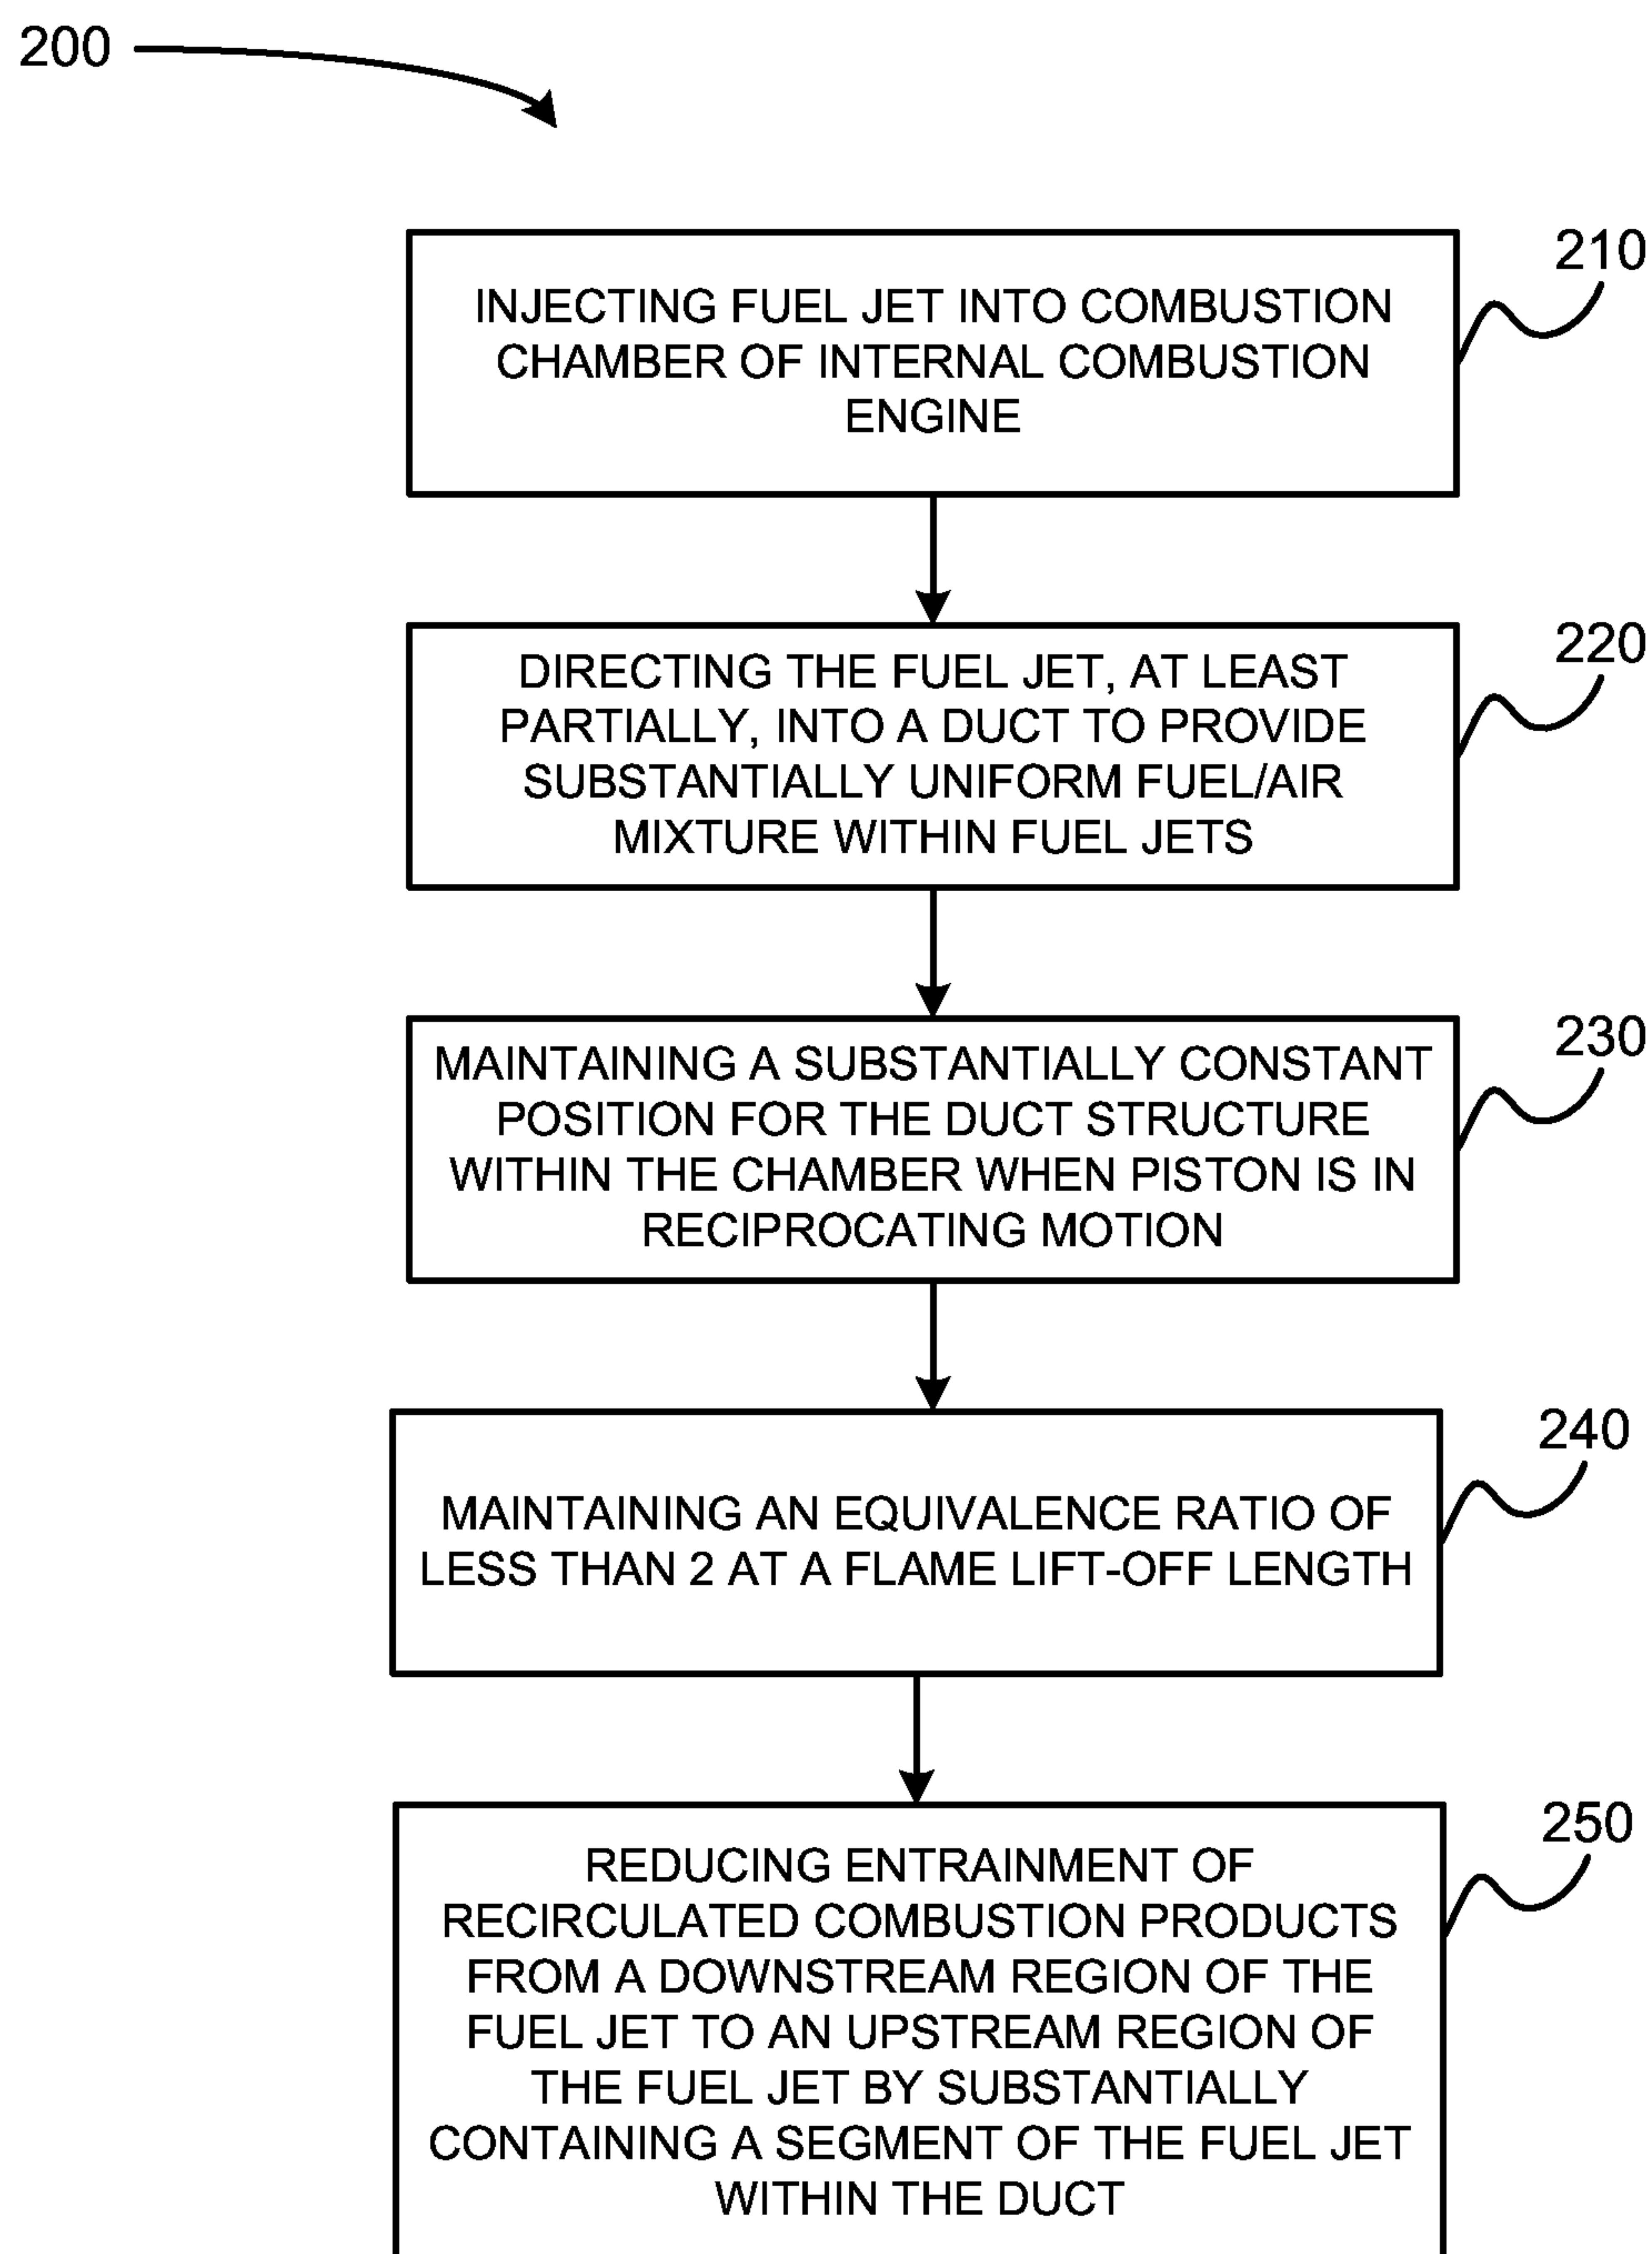 200
210
INJECTING FUEL JET INTO COMBUSTION
CHAMBER OF INTERNAL COMBUSTION
ENGINE
220
DIRECTING THE FUEL JET, AT LEAST
PARTIALLY, INTO A DUCT TO PROVIDE
SUBSTANTIALLY UNIFORM FUEL/AIR
MIXTURE WITHIN FUEL JETS
230
MAINTAINING A SUBSTANTIALLY CONSTANT
POSITION FOR THE DUCT STRUCTURE
WITHIN THE CHAMBER WHEN PISTON IS IN
RECIPROCATING MOTION
240
MAINTAINING AN EQUIVALENCE RATIO OF
LESS THAN 2 AT A FLAME LIFT-OFF LENGTH
250
REDUCING ENTRAINMENT OF
RECIRCULATED COMBUSTION PRODUCTS
FROM A DOWNSTREAM REGION OF THE
FUEL JET TO AN UPSTREAM REGION OF
THE FUEL JET BY SUBSTANTIALLY
CONTAINING A SEGMENT OF THE FUEL JET
WITHIN THE DUCT